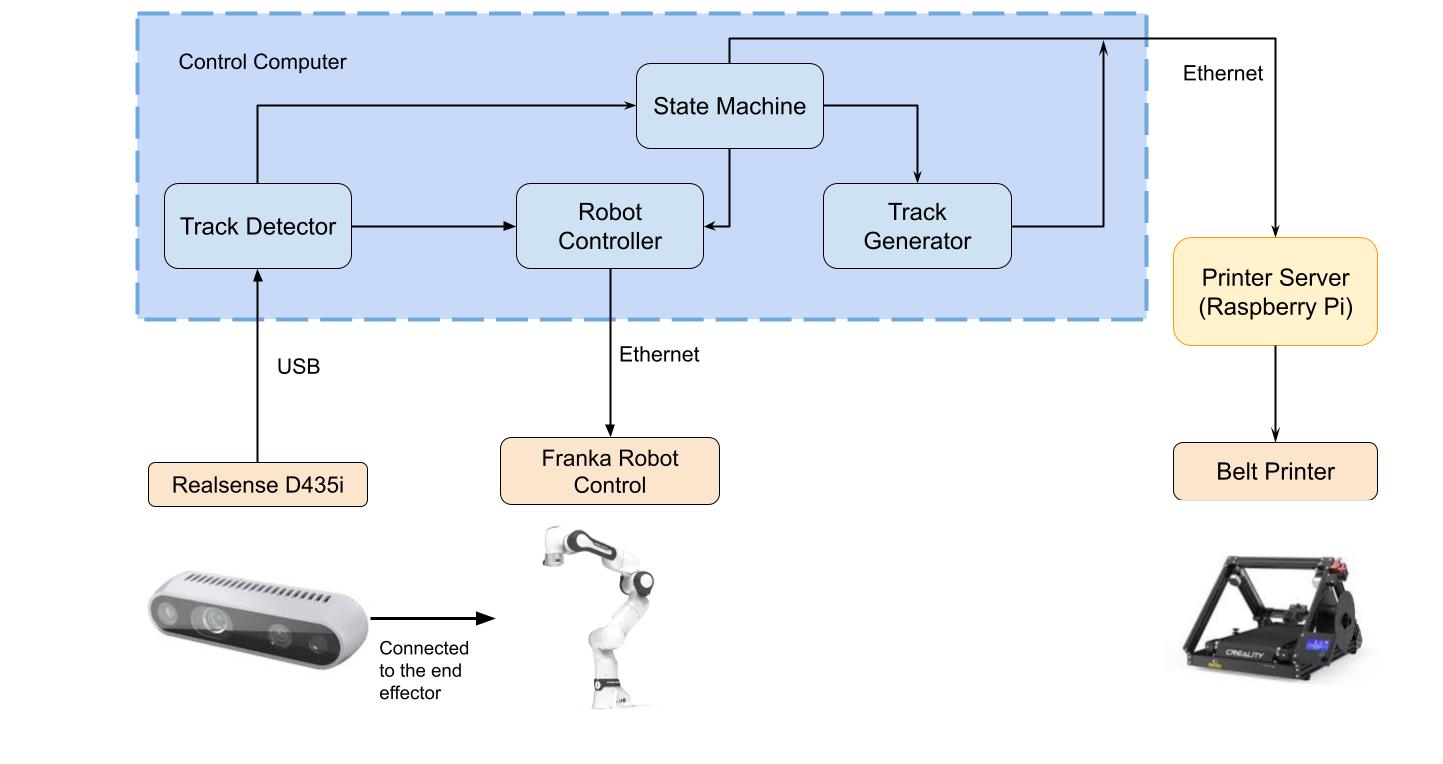 Control Computer
State Machine
Ethernet
Track Detector
Robot
Controller
Track
Generator
Printer Server
(Raspberry Pi)
USB
Ethernet
Realsense D435i
Franka Robot
Control
Belt Printer
Connected
to the end
effector
CREALITY